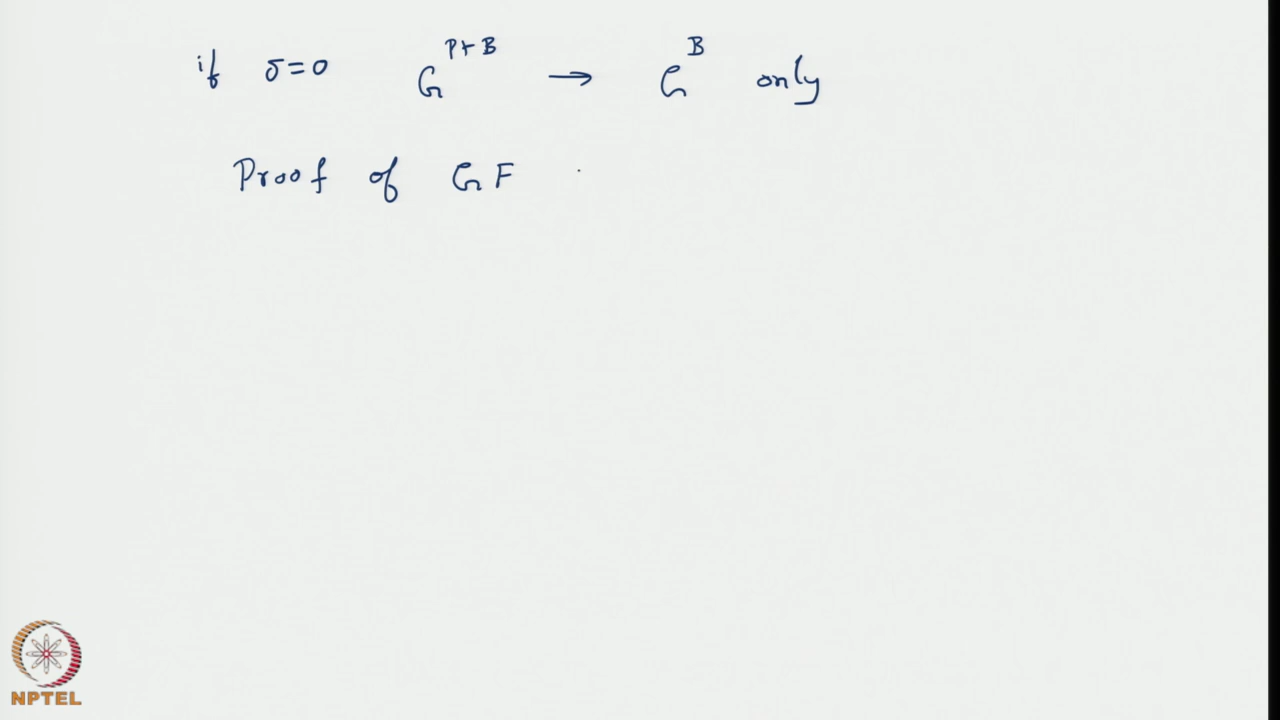 if δ=0 G^{P+B} → G^{B} only
Proof of GF
NPTEL